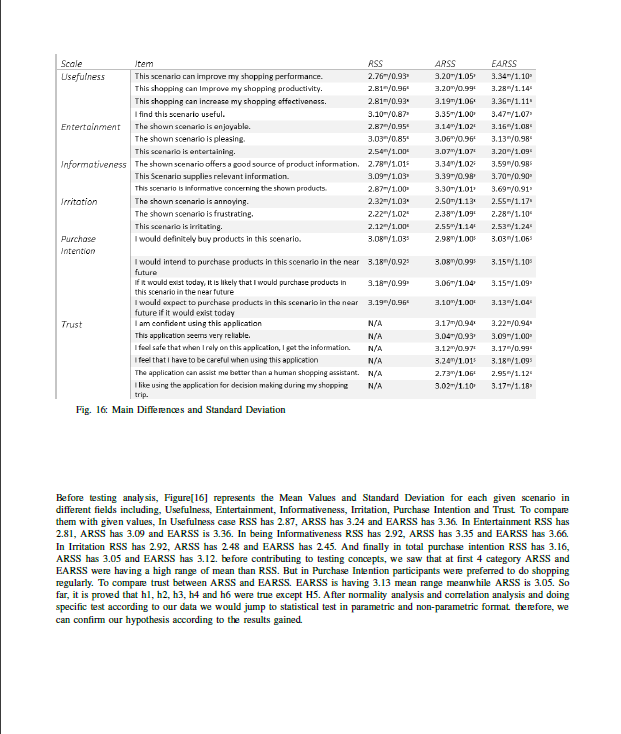 Scale Item RSS ARSS EARSS
Usefulness This scenario can improve my shopping performance. 2.76ᵐ/0.93ˢ 3.20ᵐ/1.05ˢ 3.34ᵐ/1.10ˢ
This shopping can Improve my shopping productivity. 2.81ᵐ/0.96ˢ 3.20ᵐ/0.99ˢ 3.28ᵐ/1.14ˢ
This shopping can increase my shopping effectiveness. 2.81ᵐ/0.93ˢ 3.19ᵐ/1.06ˢ 3.36ᵐ/1.11ˢ
I find this scenario useful. 3.10ᵐ/0.87ˢ 3.35ᵐ/1.00ˢ 3.47ᵐ/1.07ˢ
Entertainment The shown scenario is enjoyable. 2.87ᵐ/0.95ˢ 3.14ᵐ/1.02ˢ 3.16ᵐ/1.08ˢ
The shown scenario is pleasing. 3.03ᵐ/0.85ˢ 3.06ᵐ/0.96ˢ 3.13ᵐ/0.98ˢ
This scenario is entertaining. 2.54ᵐ/1.00ˢ 3.07ᵐ/1.07ˢ 3.20ᵐ/1.09ˢ
Informativeness The shown scenario offers a good source of product information. 2.78ᵐ/1.01ˢ 3.34ᵐ/1.02ˢ 3.59ᵐ/0.98ˢ
This Scenario supplies relevant information. 3.09ᵐ/1.03ˢ 3.39ᵐ/0.98ˢ 3.70ᵐ/0.90ˢ
This scenario is informative concerning the shown products. 2.87ᵐ/1.00ˢ 3.30ᵐ/1.01ˢ 3.69ᵐ/0.91ˢ
Irritation The shown scenario is annoying. 2.32ᵐ/1.03ˢ 2.50ᵐ/1.13ˢ 2.55ᵐ/1.17ˢ
The shown scenario is frustrating. 2.22ᵐ/1.02ˢ 2.38ᵐ/1.09ˢ 2.28ᵐ/1.10ˢ
This scenario is irritating. 2.12ᵐ/1.00ˢ 2.55ᵐ/1.14ˢ 2.53ᵐ/1.24ˢ
Purchase I would definitely buy products in this scenario. 3.08ᵐ/1.03ˢ 2.98ᵐ/1.00ˢ 3.03ᵐ/1.06ˢ
Intention
I would intend to purchase products in this scenario in the near 3.18ᵐ/0.92ˢ 3.08ᵐ/0.99ˢ 3.15ᵐ/1.10ˢ
future
If it would exist today, it is likely that I would purchase products in 3.18ᵐ/0.99ˢ 3.06ᵐ/1.04ˢ 3.15ᵐ/1.09ˢ
this scenario in the near future
I would expect to purchase products in this scenario in the near 3.19ᵐ/0.96ˢ 3.10ᵐ/1.00ˢ 3.13ᵐ/1.04ˢ
future if it would exist today
Trust I am confident using this application N/A 3.17ᵐ/0.94ˢ 3.22ᵐ/0.94ˢ
This application seems very reliable. N/A 3.04ᵐ/0.93ˢ 3.09ᵐ/1.00ˢ
I feel safe that when I rely on this application, I get the information. N/A 3.12ᵐ/0.97ˢ 3.17ᵐ/0.99ˢ
I feel that I have to be careful when using this application N/A 3.24ᵐ/1.01ˢ 3.18ᵐ/1.09ˢ
The application can assist me better than a human shopping assistant. N/A 2.73ᵐ/1.06ˢ 2.95ᵐ/1.12ˢ
I like using the application for decision making during my shopping N/A 3.02ᵐ/1.10ˢ 3.17ᵐ/1.18ˢ
trip.
Fig. 16: Main Differences and Standard Deviation
Before testing analysis, Figure[16] represents the Mean Values and Standard Deviation for each given scenario in
different fields including, Usefulness, Entertainment, Informativeness, Irritation, Purchase Intention and Trust. To compare
them with given values, In Usefulness case RSS has 2.87, ARSS has 3.24 and EARSS is 3.36. In Entertainment RSS has
2.81, ARSS has 3.09 and EARSS is 3.36. In being Informativeness RSS has 2.92, ARSS has 3.35 and EARSS has 3.66.
In Irritation RSS has 2.92, ARSS has 2.48 and EARSS has 2.45. And finally in total purchase intention RSS has 3.16,
ARSS has 3.05 and EARSS has 3.12. before contributing to testing concepts, we saw that at first 4 category ARSS and
EARSS were having a high range of mean than RSS. But in Purchase Intention participants were preferred to do shopping
regularly. To compare trust between ARSS and EARSS. EARSS is having 3.13 mean range meanwhile ARSS is 3.05. So
far, it is proved that h1, h2, h3, h4 and h6 were true except H5. After normality analysis and correlation analysis and doing
specific test according to our data we would jump to statistical test in parametric and non-parametric format. therefore, we
can confirm our hypothesis according to the results gained.